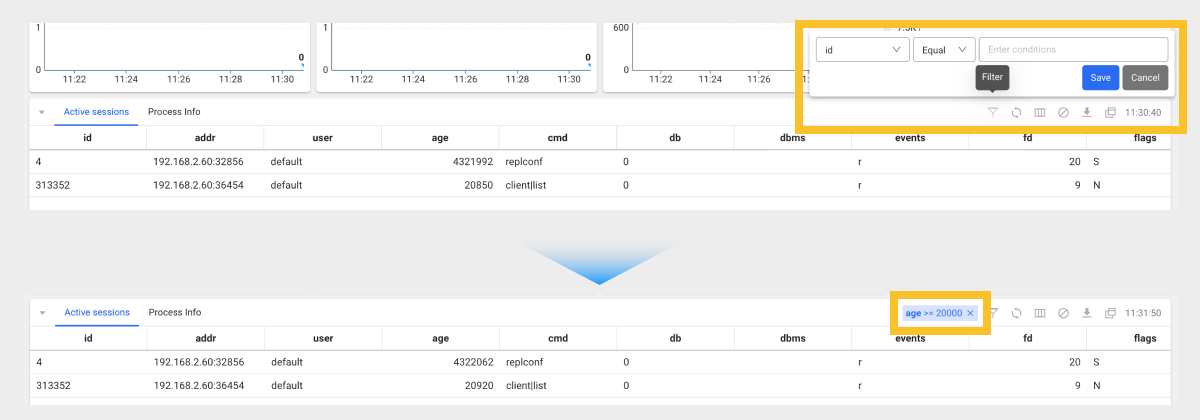 1 1 600 7.5K↑
0 0
0 0 0
11:22 11:24 11:26 11:28 11:30 11:22 11:24 11:26 11:28 11:30 11:22 11:24 11:26
id Equal Enter conditions
Filter Save Cancel
Active sessions Process Info 11:30:40
id addr user age cmd db dbms events fd flags
4 192.168.2.60:32856 default 4321992 replconf 0 r 20 S
313352 192.168.2.60:36454 default 20850 client|list 0 r 9 N
Active sessions Process Info age >= 20000 × 11:31:50
id addr user age cmd db dbms events fd flags
4 192.168.2.60:32856 default 4322062 replconf 0 r 20 S
313352 192.168.2.60:36454 default 20920 client|list 0 r 9 N